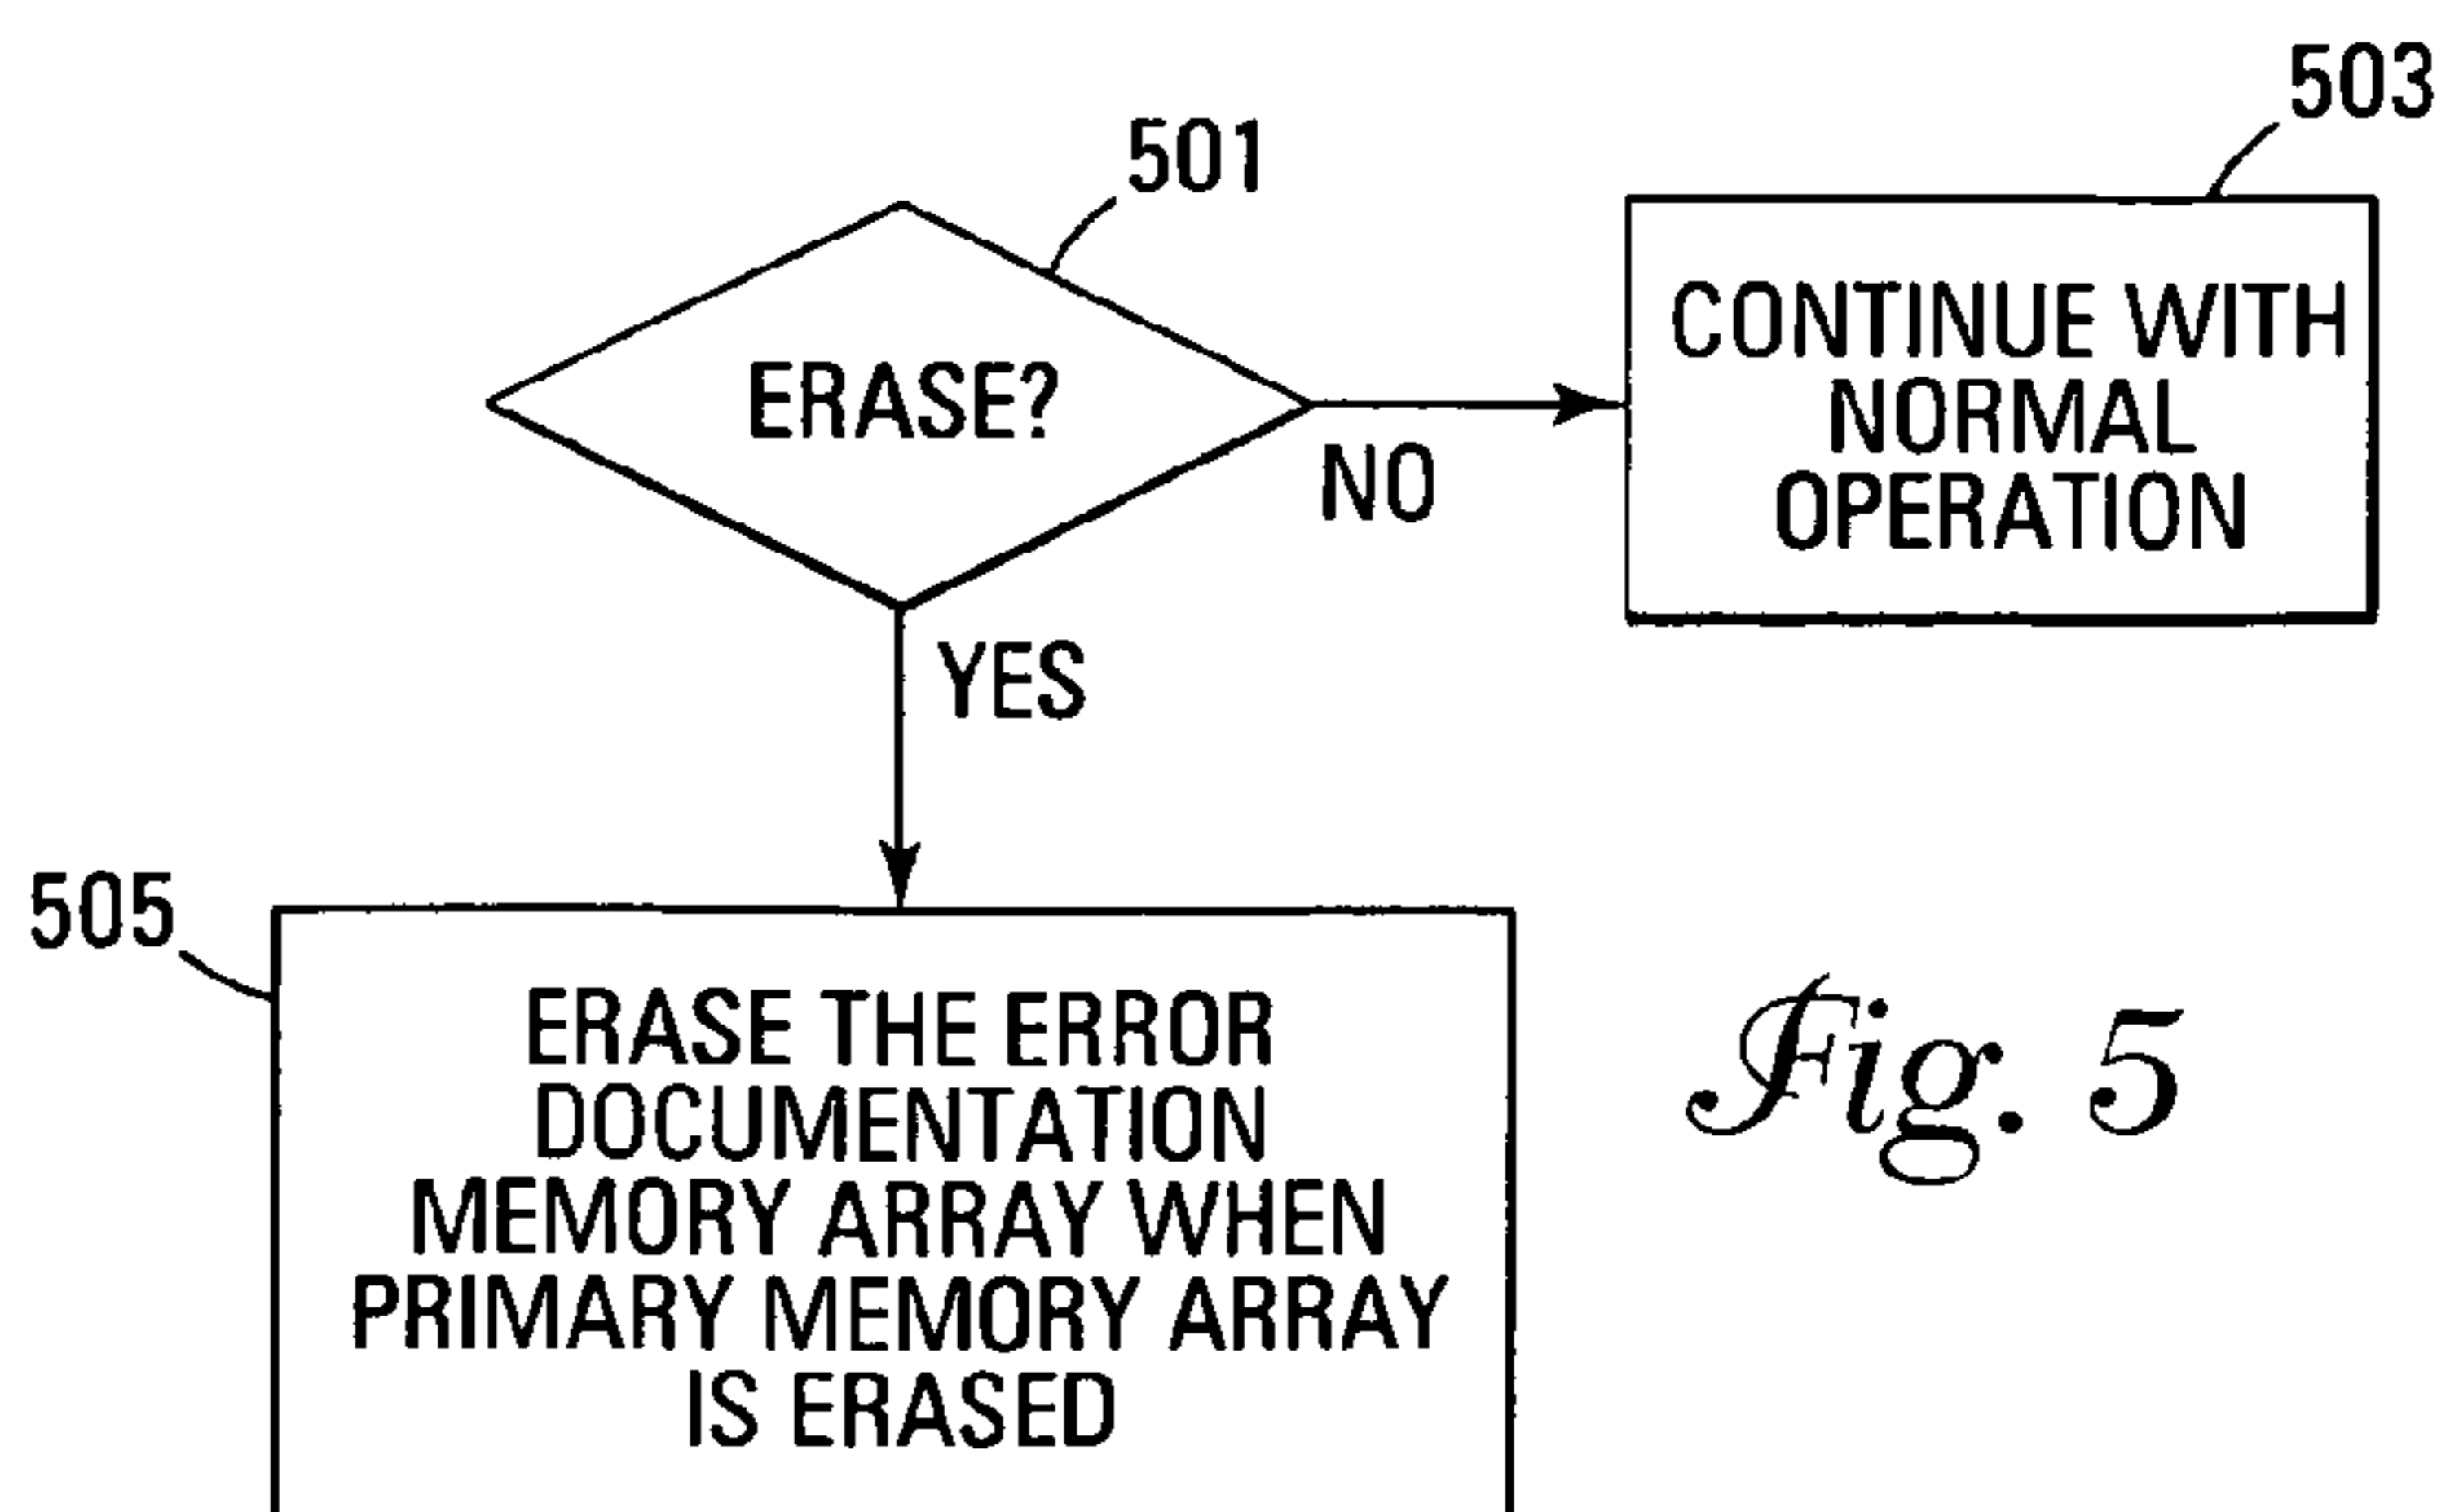 503
501
CONTINUE WITH
NORMAL
OPERATION
ERASE?
NO
YES
505
ERASE THE ERROR
DOCUMENTATION
MEMORY ARRAY WHEN
PRIMARY MEMORY ARRAY
IS ERASED
Fig. 5